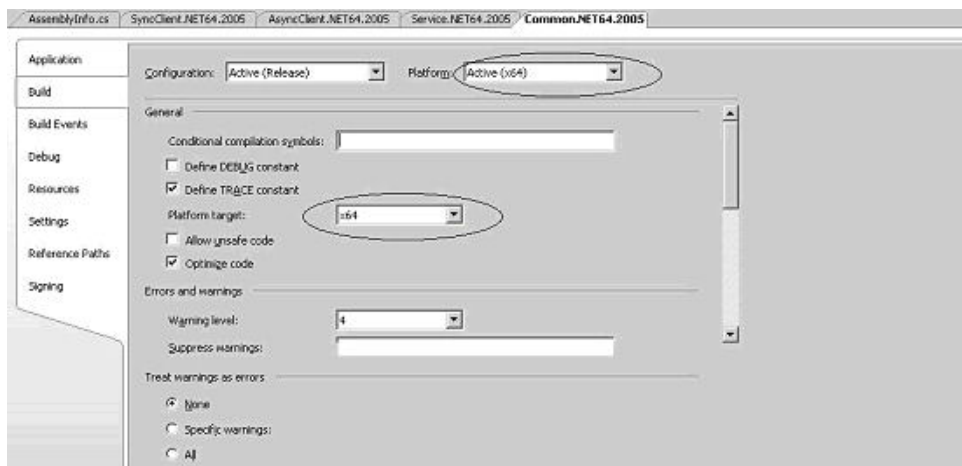 AssemblyInfo.cs SyncClient.NET64.2005 AsyncClient.NET64.2005 Service.NET64.2005 Common.NET64.2005
Application
Build
Build Events
Debug
Resources
Settings
Reference Paths
Signing
Configuration: Active (Release) Platform: Active (x64)
General
Conditional compilation symbols:
Define DEBUG constant
Define TRACE constant
Platform target: x64
Allow unsafe code
Optimize code
Errors and warnings
Warning level: 4
Suppress warnings:
Treat warnings as errors
None
Specific warnings:
All